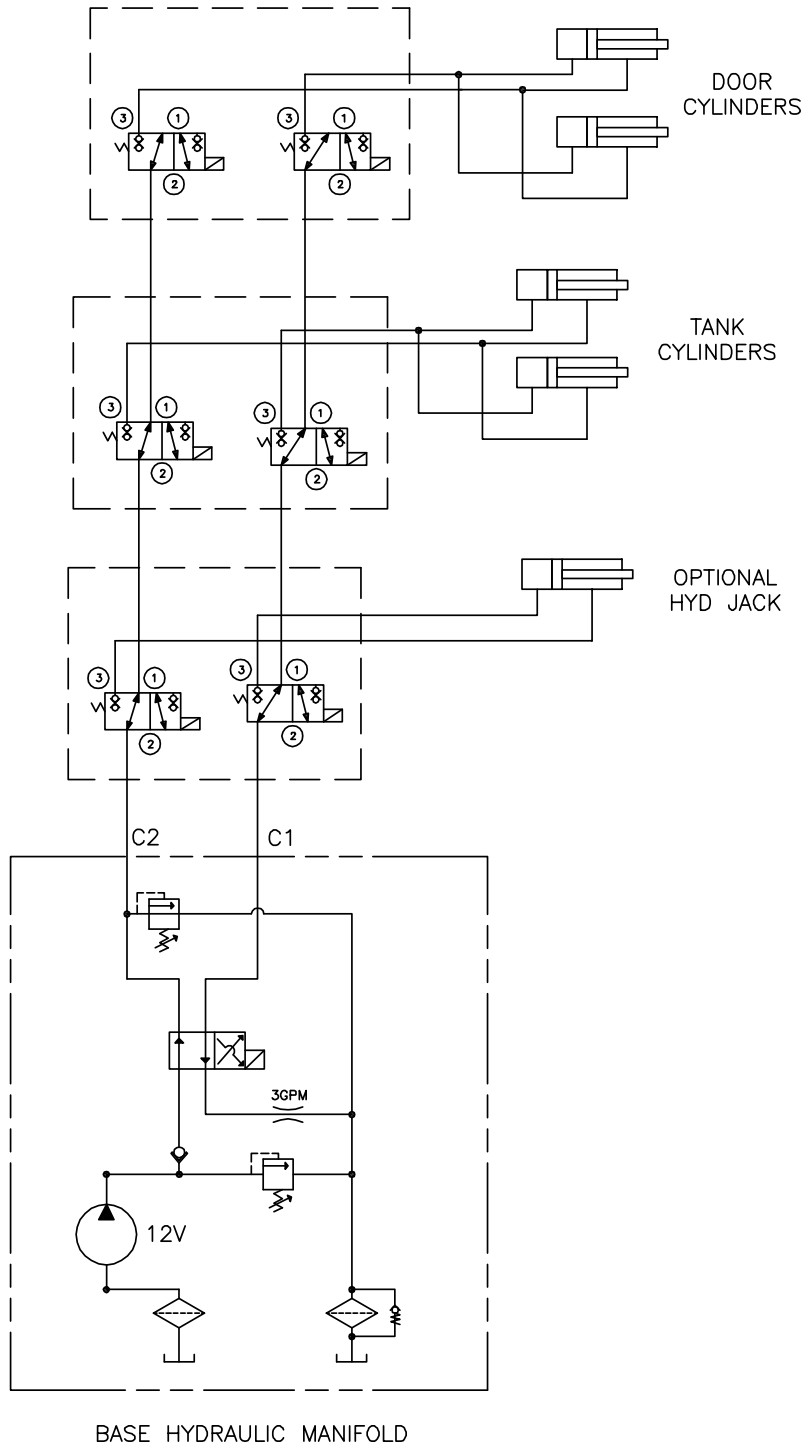 3
1
3
1
DOOR
CYLINDERS
2
2
TANK
CYLINDERS
3
1
3
1
2
2
OPTIONAL
HYD JACK
3
1
3
1
2
2
C2
C1
3GPM
12V
BASE HYDRAULIC MANIFOLD